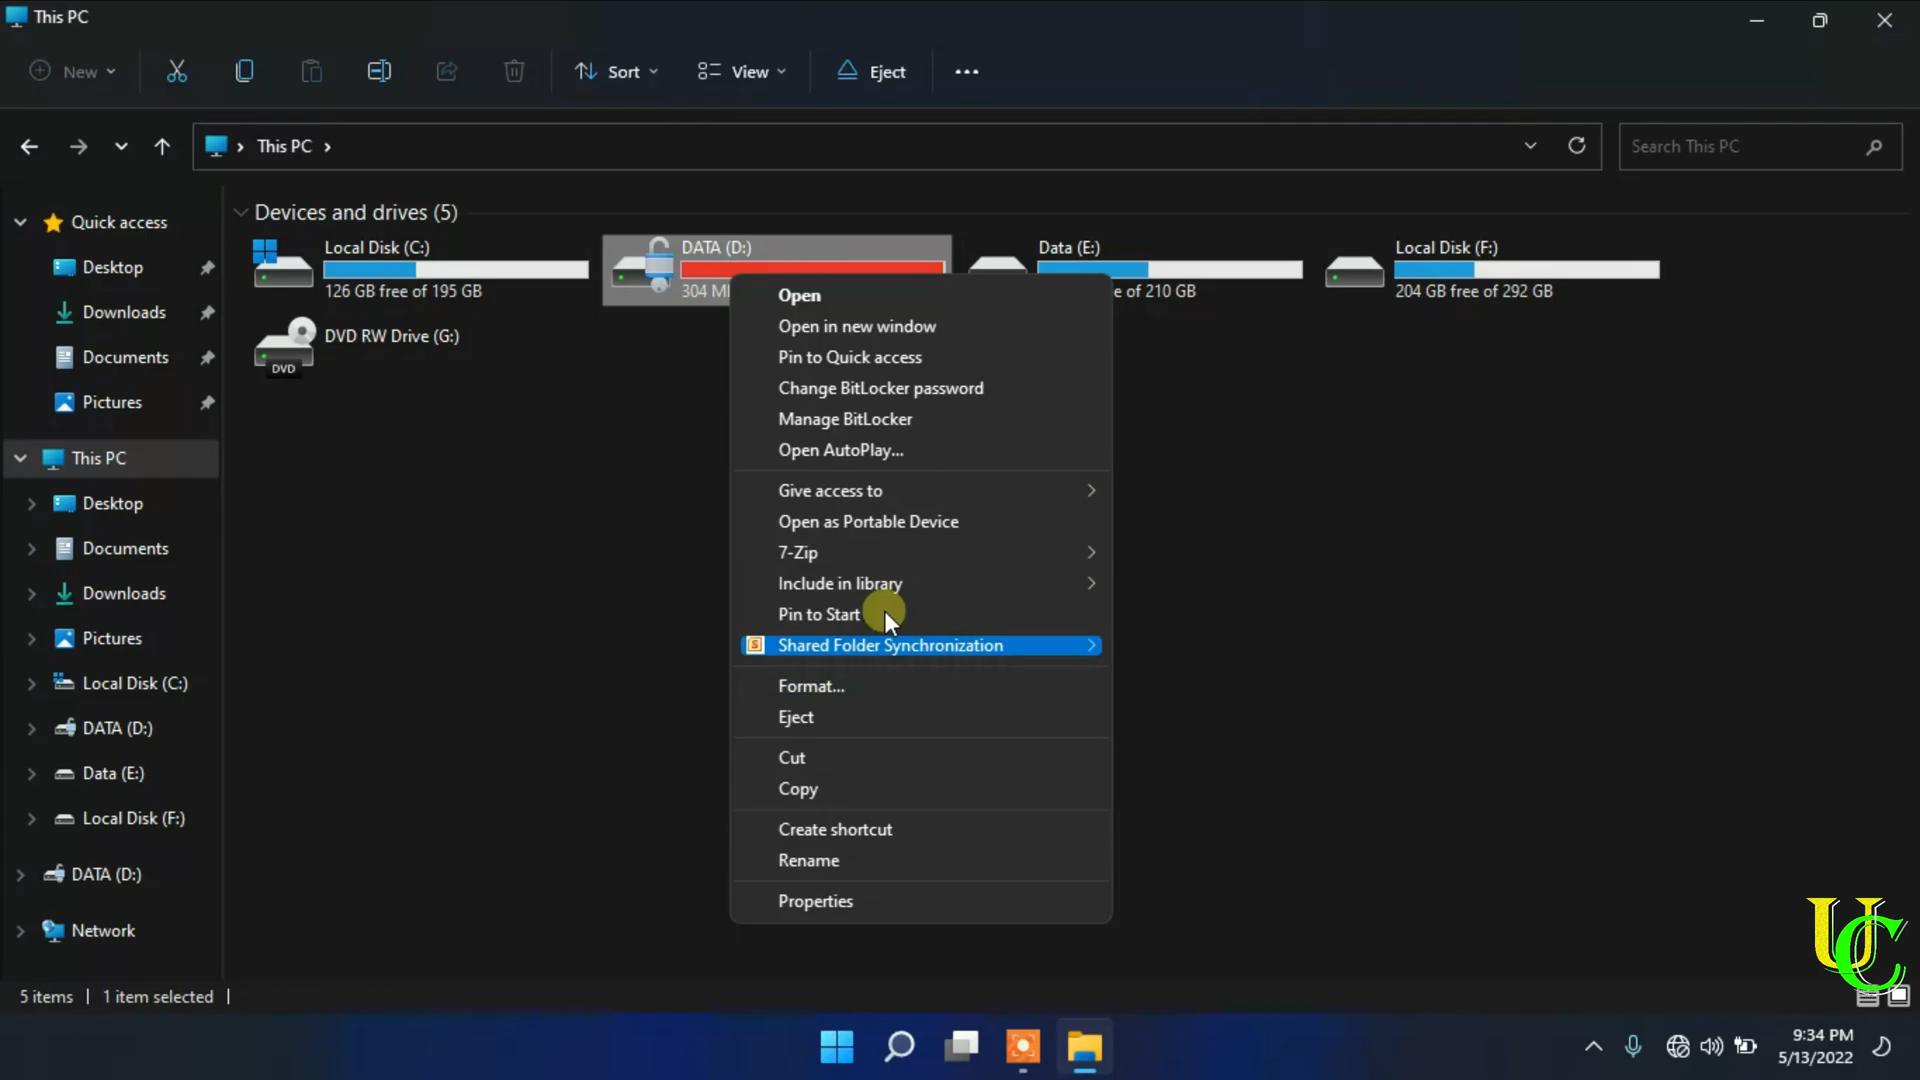 This PC
New
Sort
View
Eject
This PC
Search This PC
Quick access
Desktop
Downloads
Documents
Pictures
This PC
Desktop
Documents
Downloads
Pictures
Local Disk (C:)
DATA (D:)
Data (E:)
Local Disk (F:)
DATA (D:)
Network
Devices and drives (5)
Local Disk (C:)
126 GB free of 195 GB
DATA (D:)
304
Data (E:)
e of 210 GB
Local Disk (F:)
204 GB free of 292 GB
DVD RW Drive (G:)
DVD
Open
Open in new window
Pin to Quick access
Change BitLocker password
Manage BitLocker
Open AutoPlay...
Give access to
Open as Portable Device
7-Zip
Include in library
Pin to Start
S Shared Folder Synchronization
Format...
Eject
Cut
Copy
Create shortcut
Rename
Properties
5 items
1 item selected
UC
9:34 PM
5/13/2022